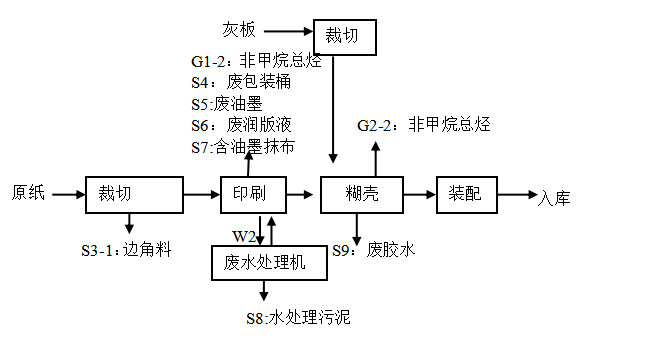 灰板
裁切
G1-2：非甲烷总烃
S4：废包装桶
S5:废油墨
S6：废润版液
S7:含油墨抹布
G2-2：非甲烷总烃
原纸
裁切
印刷
糊壳
装配
入库
W2
S3-1:边角料
废水处理机
S9：废胶水
S8:水处理污泥